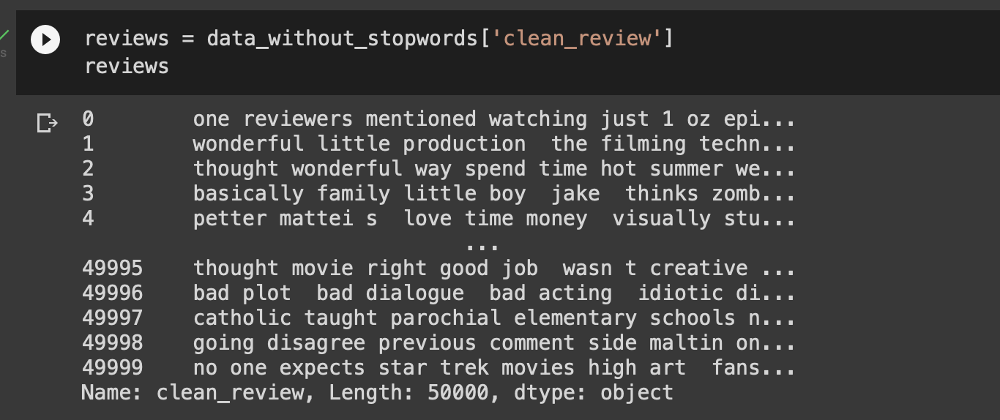 reviews = data_without_stopwords['clean_review']
s
reviews
0 one reviewers mentioned watching just 1 oz epi...
1 wonderful little production  the filming techn...
2 thought wonderful way spend time hot summer we...
3 basically family little boy  jake  thinks zomb...
4 petter mattei s  love time money  visually stu...
...
49995 thought movie right good job  wasn t creative ...
49996 bad plot  bad dialogue  bad acting  idiotic di...
49997 catholic taught parochial elementary schools n...
49998 going disagree previous comment side maltin on...
49999 no one expects star trek movies high art  fans...
Name: clean_review, Length: 50000, dtype: object